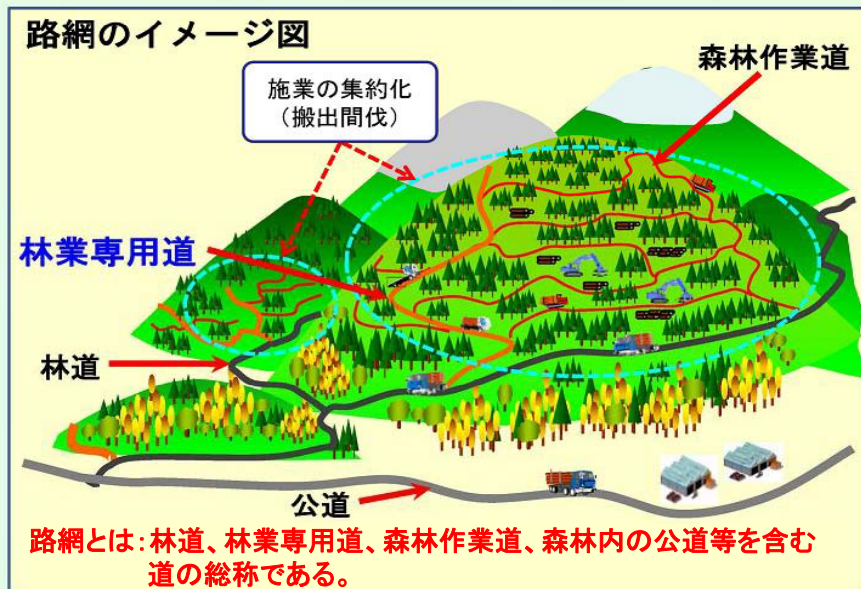 路網のイメージ図
森林作業道
施業の集約化
(搬出間伐)
林業専用道
林道
公道
路網とは:林道、林業専用道、森林作業道、森林内の公道等を含む
道の総称である。